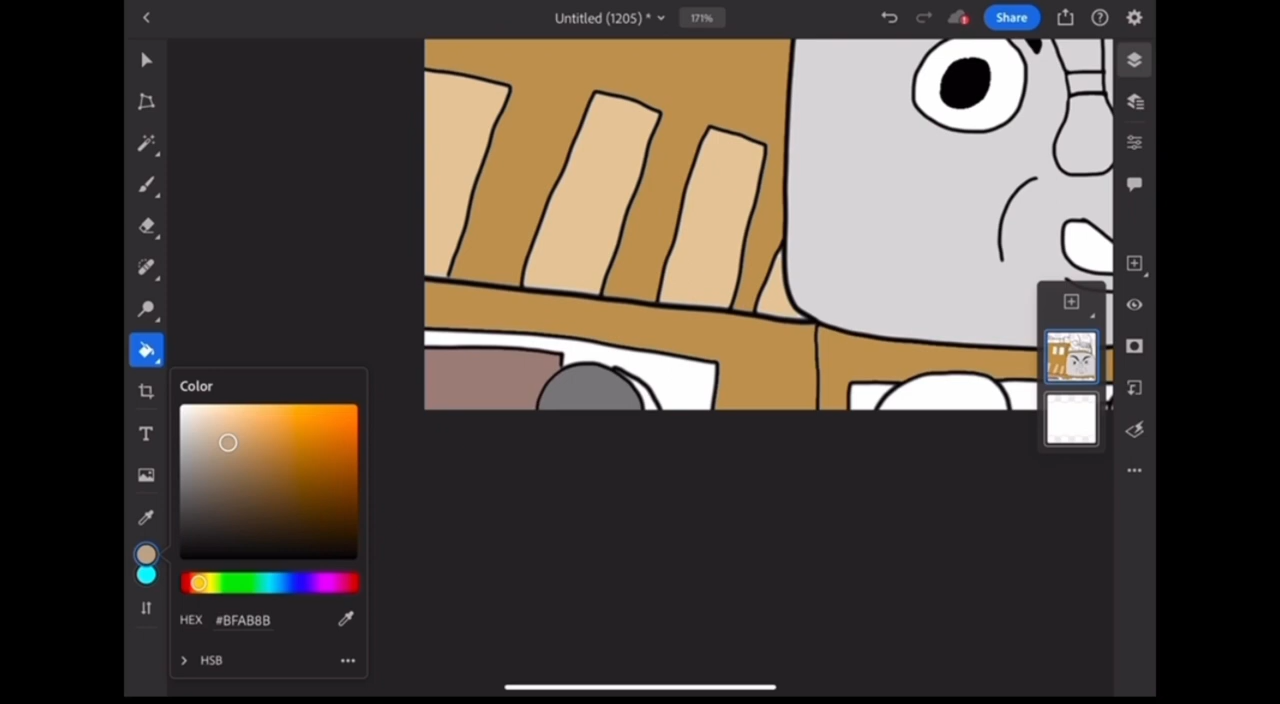 Untitled (1205) *
171%
Share
Color
HEX #BFAB8B
HSB